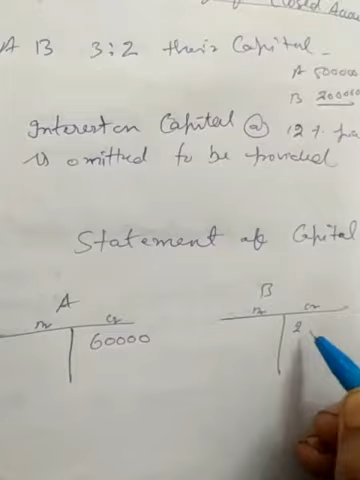 Closed
A B 3:2 their Capital -
A 500000
B 200000
Interest on Capital @ 12 %
is omitted to be provided
Statement of Capital
A B
Dr Cr Dr Cr
60000 2